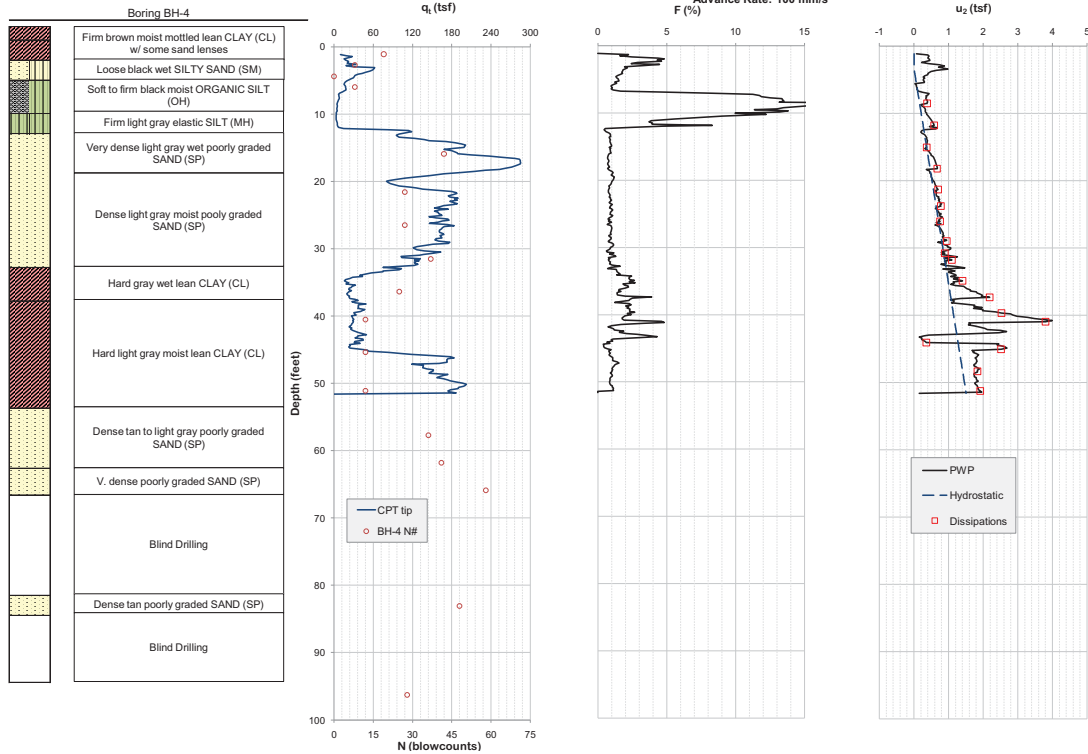 Boring BH-4
Firm brown moist mottled lean CLAY (CL)
w/ some sand lenses
Loose black wet SILTY SAND (SM)
Soft to firm black moist ORGANIC SILT
(OH)
Firm light gray elastic SILT (MH)
Very dense light gray wet poorly graded
SAND (SP)
Dense light gray moist pooly graded
SAND (SP)
Hard gray wet lean CLAY (CL)
Hard light gray moist lean CLAY (CL)
Dense tan to light gray poorly graded
SAND (SP)
V. dense poorly graded SAND (SP)
Blind Drilling
Dense tan poorly graded SAND (SP)
Blind Drilling
qt (tsf)
0 60 120 180 240 300
Depth (feet)
0
10
20
30
40
50
60
70
80
90
100
CPT tip
BH-4 N#
0 15 30 45 60 75
N (blowcounts)
Advance Rate: 100 mm/s
F (%)
0 5 10 15
u2 (tsf)
-1 0 1 2 3 4 5
PWP
Hydrostatic
Dissipations